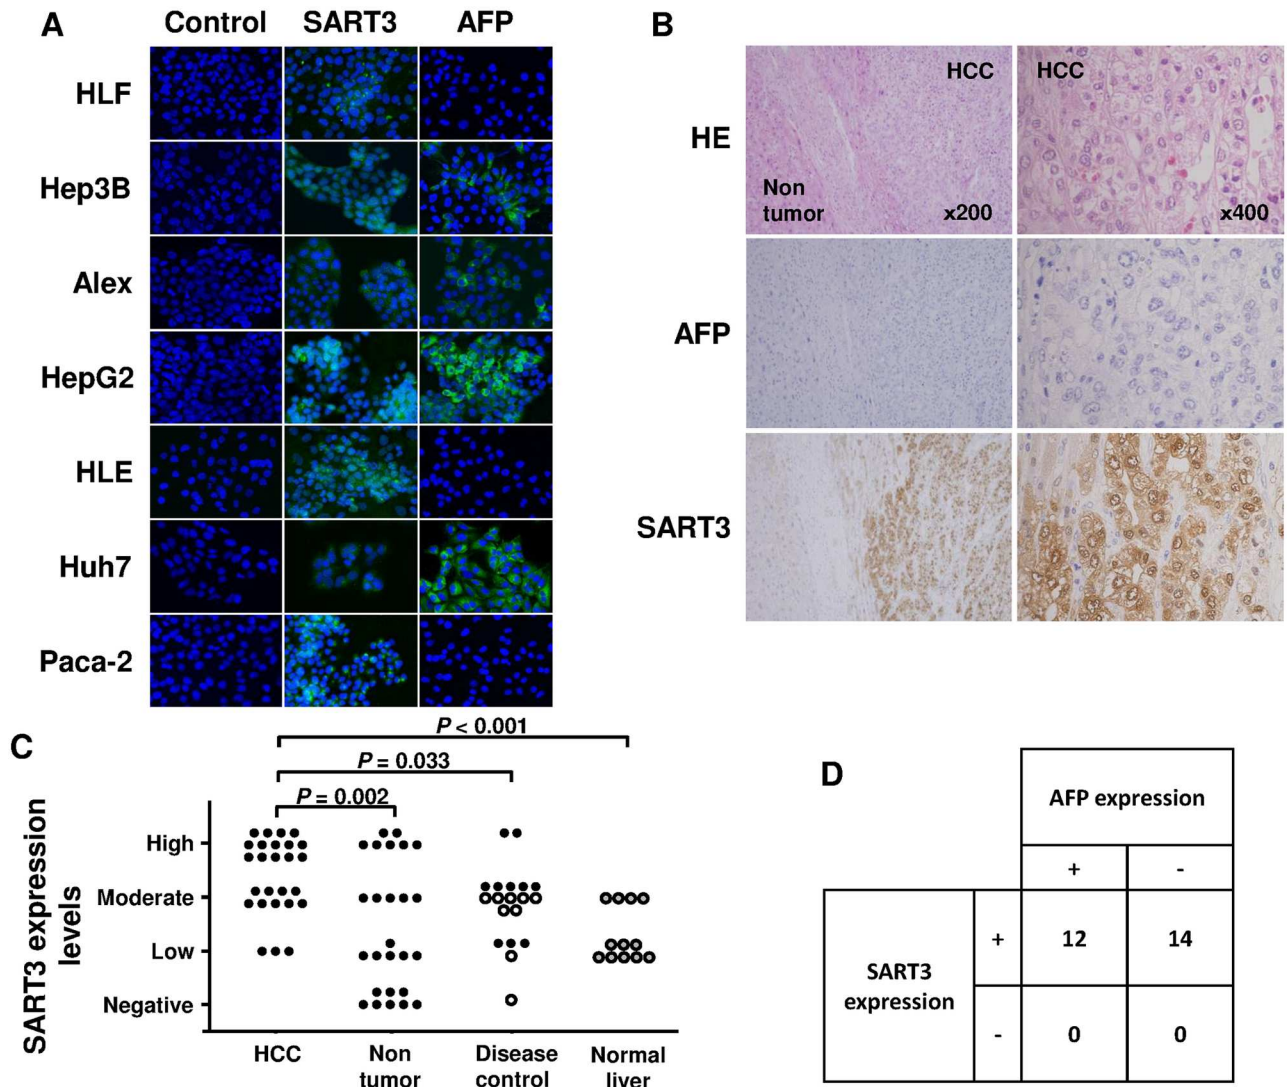 A
Control SART3 AFP
HLF
Hep3B
Alex
HepG2
HLE
Huh7
Paca-2
B
HE
HCC
Non
tumor
x200
HCC
x400
AFP
SART3
C
P < 0.001
P = 0.033
P = 0.002
SART3 expression
levels
High
Moderate
Low
Negative
HCC
Non
tumor
Disease
control
Normal
liver
D
AFP expression
+ -
SART3
expression
+ 12 14
- 0 0